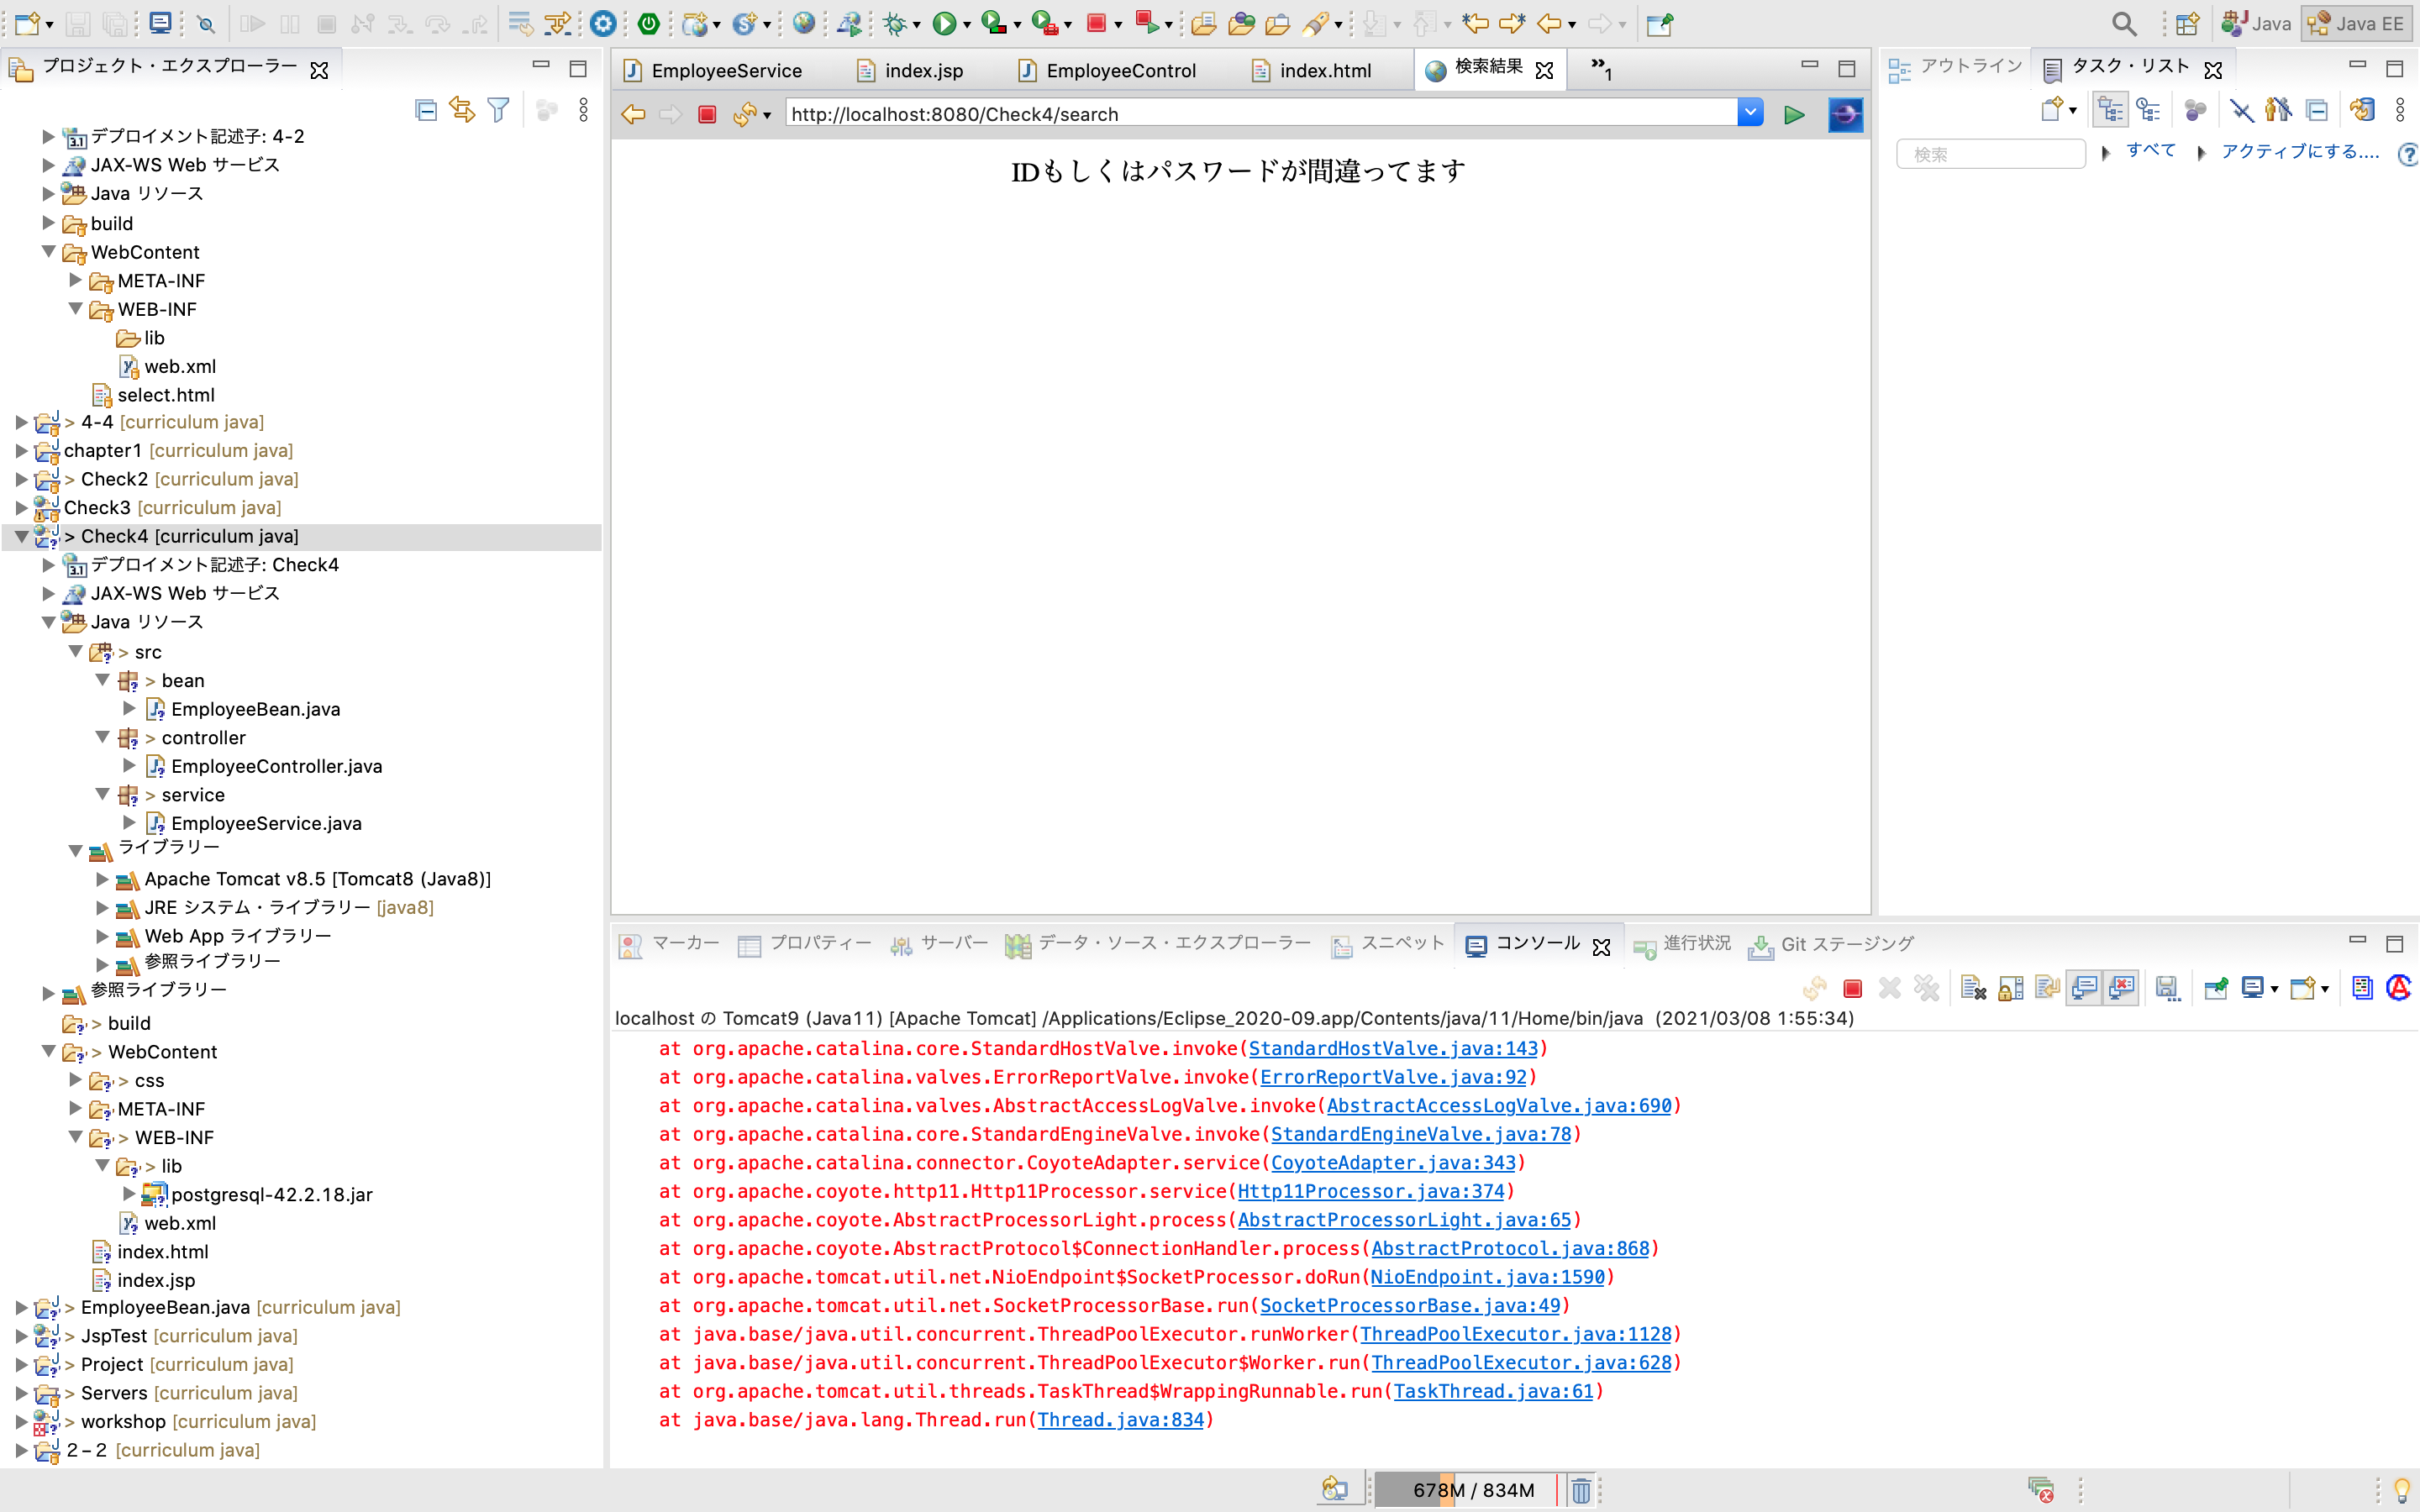 Java
Java EE
プロジェクト・エクスプローラー
デプロイメント記述子: 4-2
JAX-WS Web サービス
Java リソース
build
WebContent
META-INF
WEB-INF
lib
web.xml
select.html
> 4-4 [curriculum java]
chapter1 [curriculum java]
> Check2 [curriculum java]
Check3 [curriculum java]
> Check4 [curriculum java]
デプロイメント記述子: Check4
JAX-WS Web サービス
Java リソース
> src
> bean
EmployeeBean.java
> controller
EmployeeController.java
> service
EmployeeService.java
ライブラリー
Apache Tomcat v8.5 [Tomcat8 (Java8)]
JRE システム・ライブラリー [java8]
Web App ライブラリー
参照ライブラリー
参照ライブラリー
> build
> WebContent
> css
META-INF
> WEB-INF
> lib
postgresql-42.2.18.jar
web.xml
index.html
index.jsp
> EmployeeBean.java [curriculum java]
> JspTest [curriculum java]
> Project [curriculum java]
> Servers [curriculum java]
> workshop [curriculum java]
2 – 2 [curriculum java]
EmployeeService
index.jsp
EmployeeControl
index.html
検索結果
»1
http://localhost:8080/Check4/search
IDもしくはパスワードが間違ってます
アウトライン
タスク・リスト
検索
すべて
アクティブにする....
マーカー
プロパティー
サーバー
データ・ソース・エクスプローラー
スニペット
コンソール
進行状況
Git ステージング
localhost の Tomcat9 (Java11) [Apache Tomcat] /Applications/Eclipse_2020-09.app/Contents/java/11/Home/bin/java (2021/03/08 1:55:34)
at org.apache.catalina.core.StandardHostValve.invoke(StandardHostValve.java:143)
at org.apache.catalina.valves.ErrorReportValve.invoke(ErrorReportValve.java:92)
at org.apache.catalina.valves.AbstractAccessLogValve.invoke(AbstractAccessLogValve.java:690)
at org.apache.catalina.core.StandardEngineValve.invoke(StandardEngineValve.java:78)
at org.apache.catalina.connector.CoyoteAdapter.service(CoyoteAdapter.java:343)
at org.apache.coyote.http11.Http11Processor.service(Http11Processor.java:374)
at org.apache.coyote.AbstractProcessorLight.process(AbstractProcessorLight.java:65)
at org.apache.coyote.AbstractProtocol$ConnectionHandler.process(AbstractProtocol.java:868)
at org.apache.tomcat.util.net.NioEndpoint$SocketProcessor.doRun(NioEndpoint.java:1590)
at org.apache.tomcat.util.net.SocketProcessorBase.run(SocketProcessorBase.java:49)
at java.base/java.util.concurrent.ThreadPoolExecutor.runWorker(ThreadPoolExecutor.java:1128)
at java.base/java.util.concurrent.ThreadPoolExecutor$Worker.run(ThreadPoolExecutor.java:628)
at org.apache.tomcat.util.threads.TaskThread$WrappingRunnable.run(TaskThread.java:61)
at java.base/java.lang.Thread.run(Thread.java:834)
678M / 834M